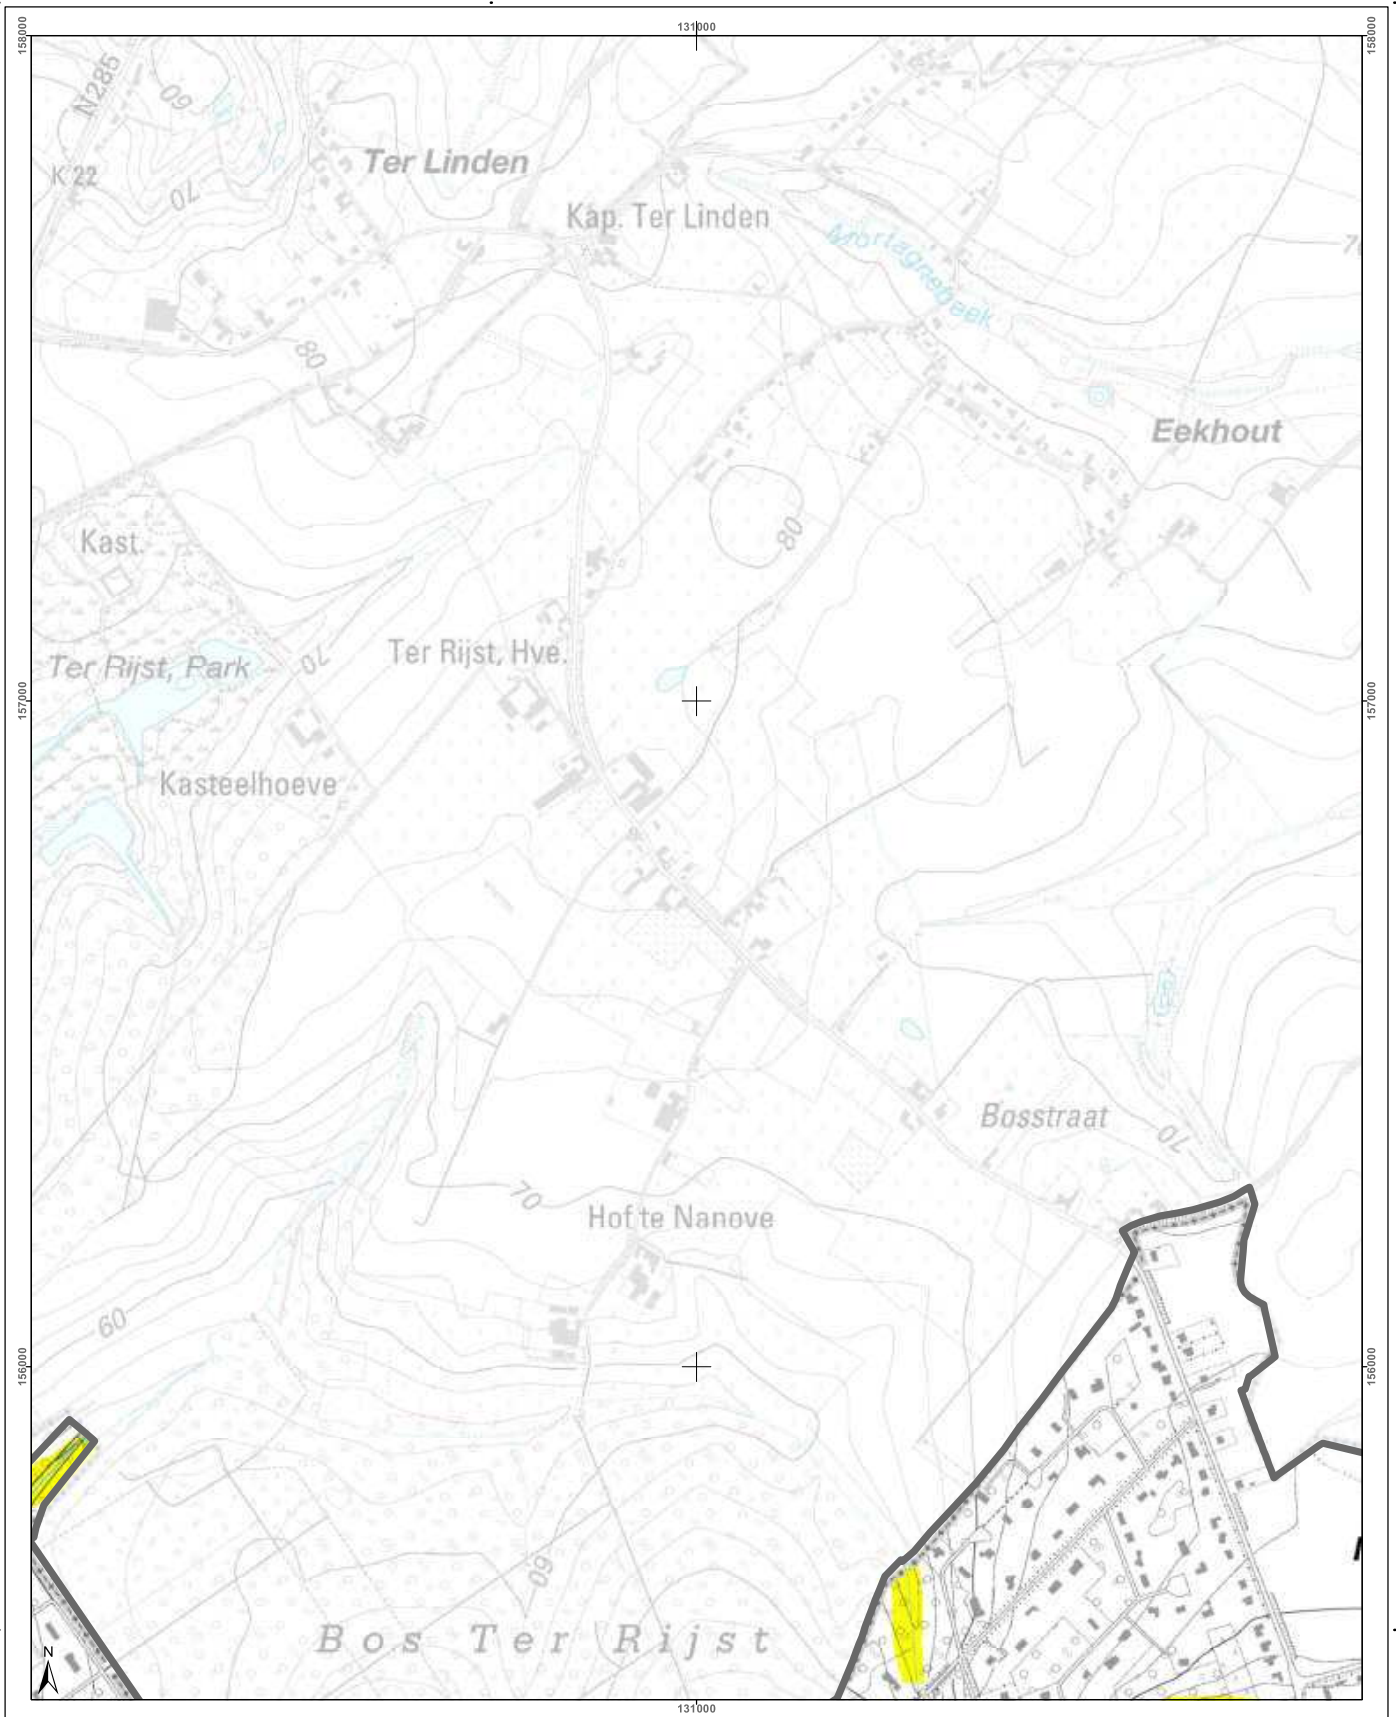 131000
158000
158000
N285
60
K 22
70
Ter Linden
Kap. Ter Linden
Mortagnebeek
80
Eekhout
Kast.
80
Ter Rijst, Park
70
Ter Rijst, Hve.
157000
157000
Kasteelhoeve
Bosstraat
70
70
Hof te Nanove
60
156000
156000
60
Bos Ter Rijst
N
131000